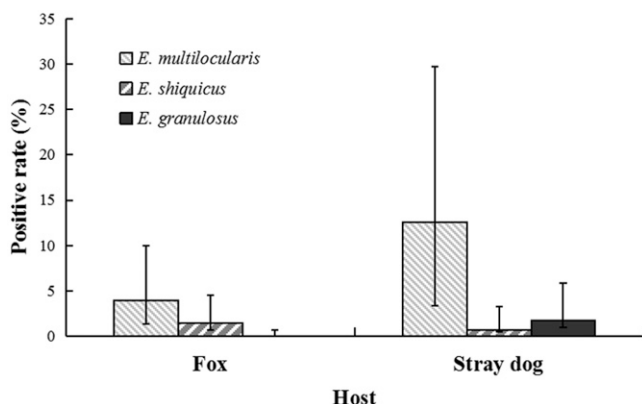 35
30
25
20
15
10
5
0
Positive rate (%)
E. multilocularis
E. shiquicus
E. granulosus
Fox
Stray dog
Host